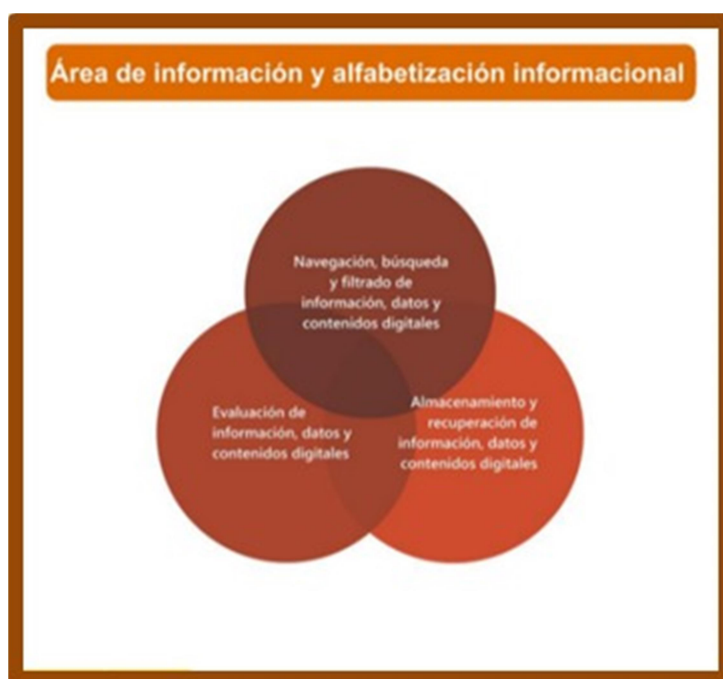 Área de información y alfabetización informacional
Navegación, búsqueda
y filtrado de
información, datos y
contenidos digitales
Evaluación de
información, datos y
contenidos digitales
Almacenamiento y
recuperación de
información, datos y
contenidos digitales